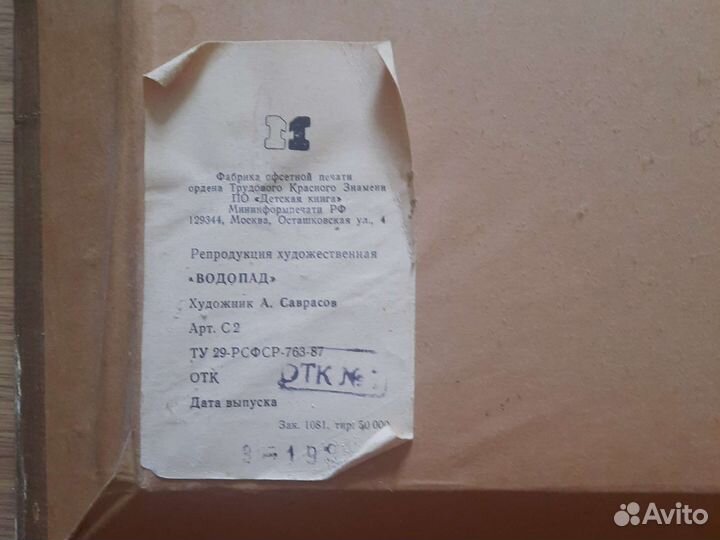 Фабрика офсетной печати
ордена Трудового Красного Знамени
ПО «Детская книга»
Мининформпечати РФ
129344, Москва, Осташковская ул., 4
Репродукция художественная
«ВОДОПАД»
Художник А. Саврасов
Арт. С 2
ТУ 29-РСФСР-763-87
ОТК
ОТК №
Дата выпуска
Зак. 1081, тир. 50 000
Avito